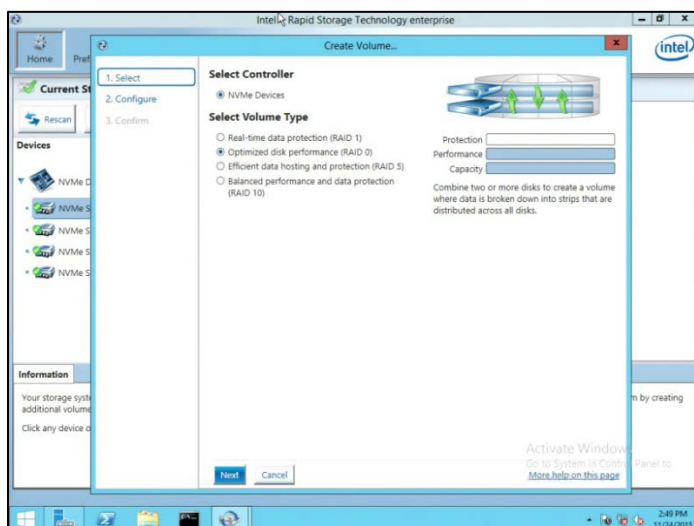 Intel® Rapid Storage Technology enterprise
Home
Pref
intel
Create Volume...
Current St
Rescan
Devices
NVMe D
NVMe S
NVMe S
NVMe S
NVMe S
1. Select
2. Configure
3. Confirm
Select Controller
NVMe Devices
Select Volume Type
Real-time data protection (RAID 1)
Optimized disk performance (RAID 0)
Efficient data hosting and protection (RAID 5)
Balanced performance and data protection
(RAID 10)
Protection
Performance
Capacity
Combine two or more disks to create a volume
where data is broken down into strips that are
distributed across all disks.
Information
Your storage syste
m by creating
additional volume
Click any device o
Activate Window
Go to System in Control Panel to
Next
Cancel
More help on this page
2:49 PM
11/24/201